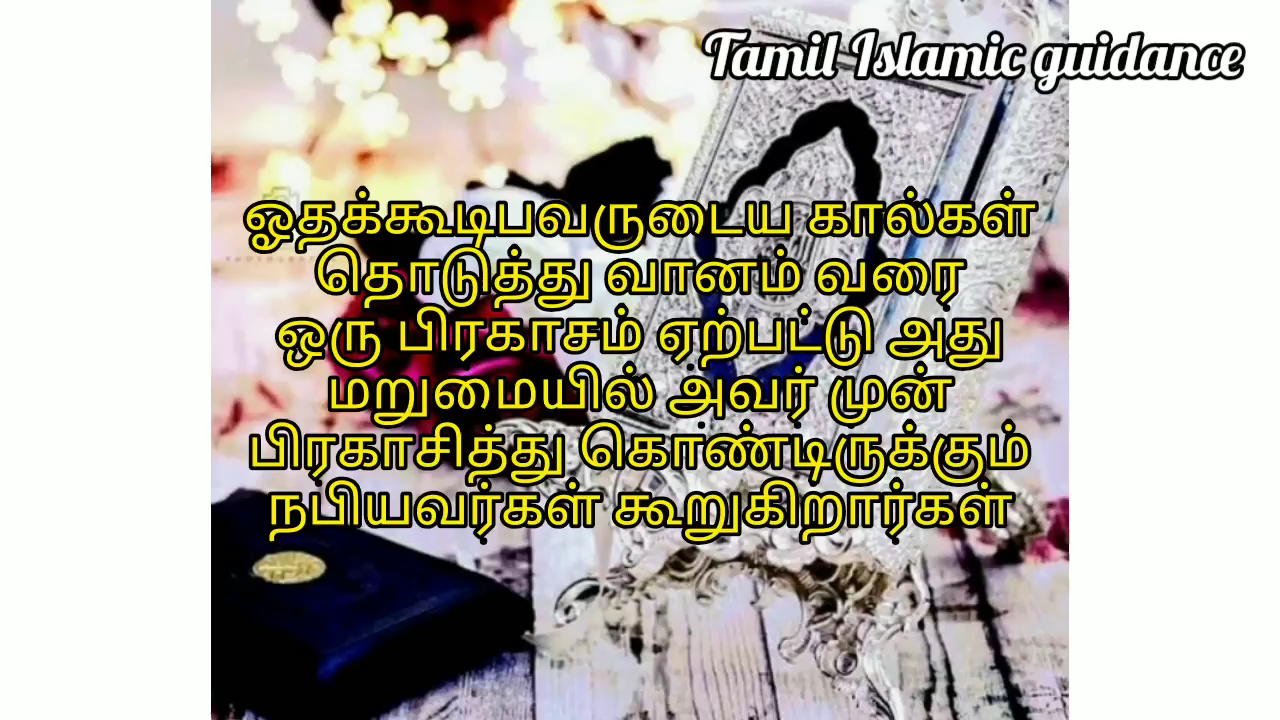 Tamil Islamic guidance
ஓதக்கூடிபவருடைய கால்கள்
தொடுத்து வானம் வரை
ஒரு பிரகாசம் ஏற்பட்டு அது
மறுமையில் அவர் முன்
பிரகாசித்து கொண்டிருக்கும்
நபியவர்கள் கூறுகிறார்கள்